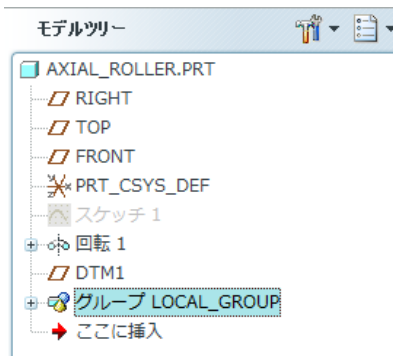 モデルツリー
AXIAL_ROLLER.PRT
RIGHT
TOP
FRONT
PRT_CSYS_DEF
スケッチ 1
回転 1
DTM1
グループ LOCAL_GROUP
ここに挿入